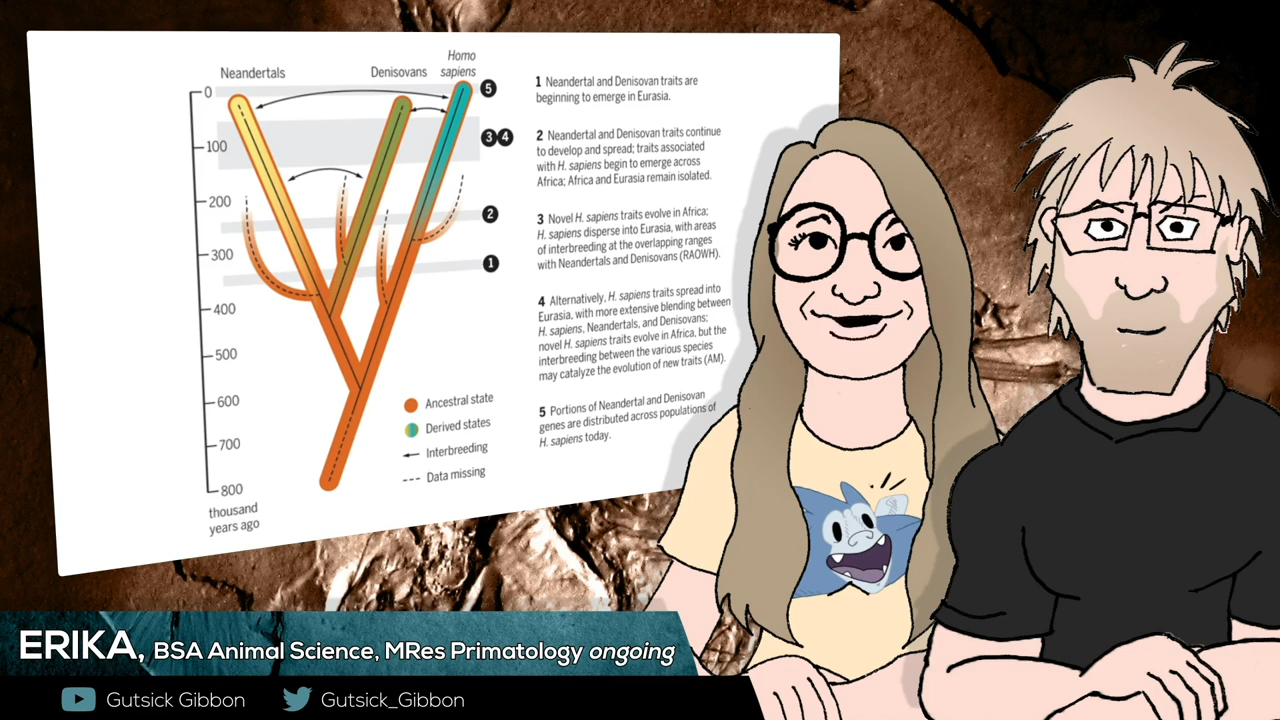 Neandertals
Denisovans
Homo
sapiens
0
100
200
300
400
500
600
700
800
thousand
years ago
5
3 4
2
1
Ancestral state
Derived states
Interbreeding
Data missing
1 Neandertal and Denisovan traits are
beginning to emerge in Eurasia.
2 Neandertal and Denisovan traits continue
to develop and spread; traits associated
with H. sapiens begin to emerge across
Africa; Africa and Eurasia remain isolated.
3 Novel H. sapiens traits evolve in Africa;
H. sapiens disperse into Eurasia, with areas
of interbreeding at the overlapping ranges
with Neandertals and Denisovans (RAOWH).
4 Alternatively, H. sapiens traits spread into
Eurasia, with more extensive blending between
H. sapiens, Neandertals, and Denisovans;
novel H. sapiens traits evolve in Africa, but the
interbreeding between the various species
may catalyze the evolution of new traits (AM).
5 Portions of Neandertal and Denisovan
genes are distributed across populations of
H. sapiens today.
ERIKA, BSA Animal Science, MRes Primatology ongoing
Gutsick Gibbon
Gutsick_Gibbon